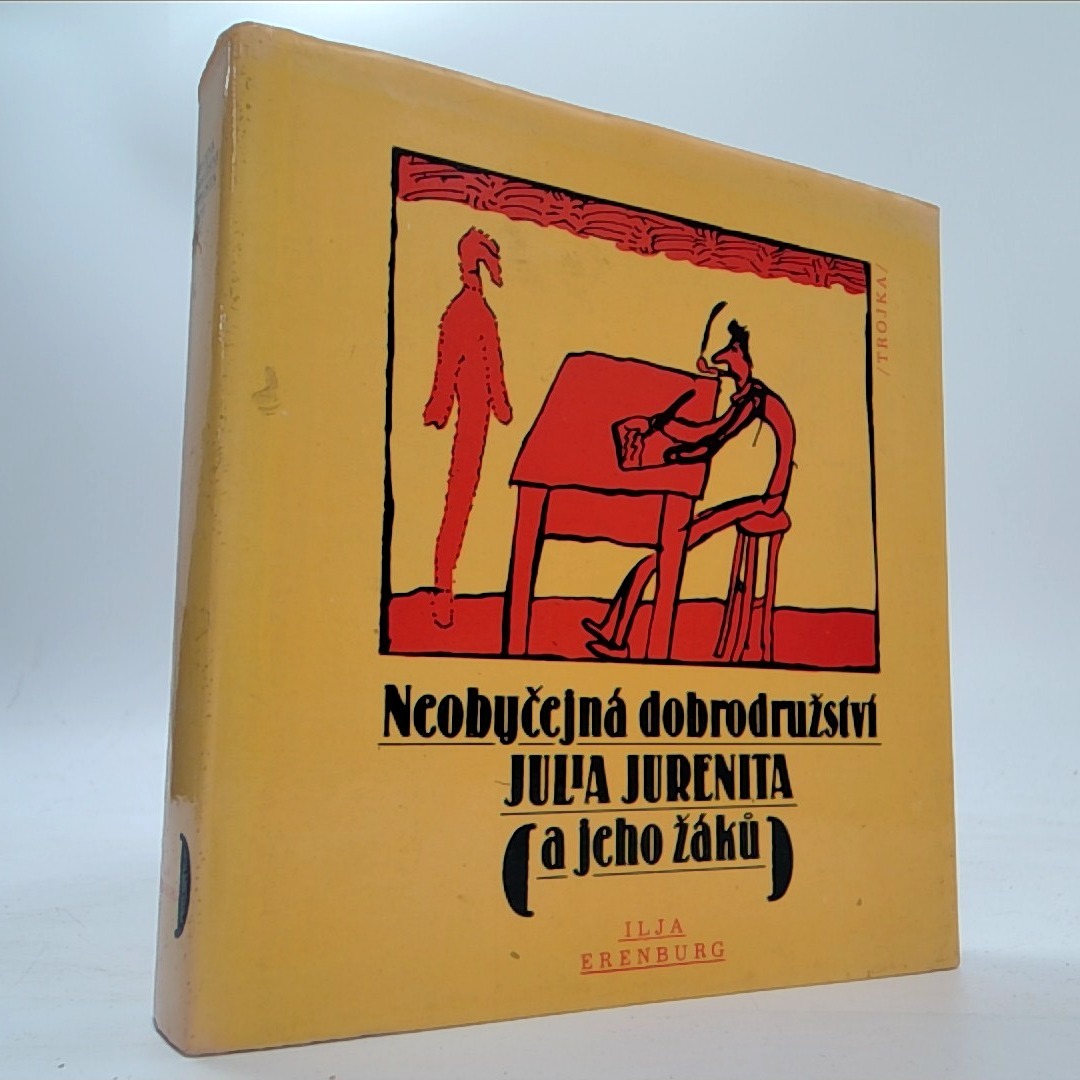 /TROJKA/
Neobyčejná dobrodružství
JULIA JURENITA
(a jeho žáků)
ILJA
ERENBURG